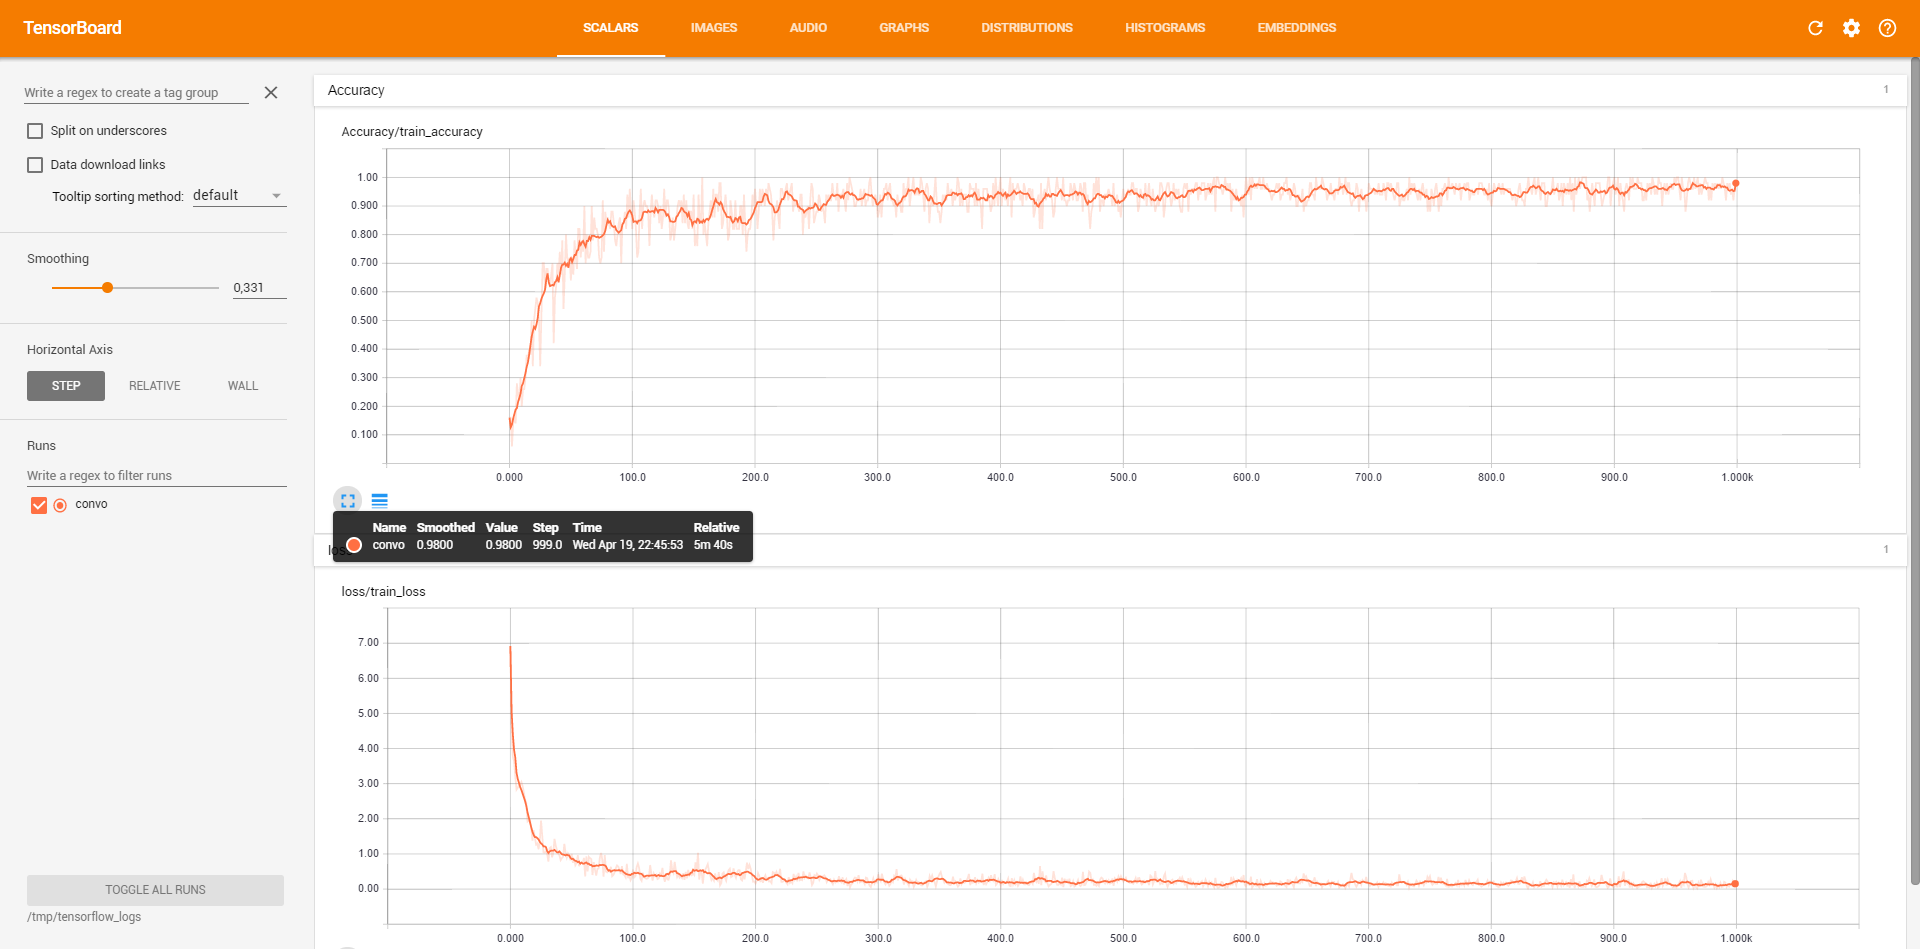 TensorBoard
SCALARS IMAGES AUDIO GRAPHS DISTRIBUTIONS HISTOGRAMS EMBEDDINGS
Write a regex to create a tag group
Split on underscores
Data download links
Tooltip sorting method: default
Smoothing
0,331
Horizontal Axis
STEP RELATIVE WALL
Runs
Write a regex to filter runs
convo
TOGGLE ALL RUNS
/tmp/tensorflow_logs
Accuracy 1
Accuracy/train_accuracy
1.00
0.900
0.800
0.700
0.600
0.500
0.400
0.300
0.200
0.100
0.000 100.0 200.0 300.0 400.0 500.0 600.0 700.0 800.0 900.0 1.000k
Name Smoothed Value Step Time Relative
convo 0.9800 0.9800 999.0 Wed Apr 19, 22:45:53 5m 40s
loss 1
loss/train_loss
7.00
6.00
5.00
4.00
3.00
2.00
1.00
0.00
0.000 100.0 200.0 300.0 400.0 500.0 600.0 700.0 800.0 900.0 1.000k